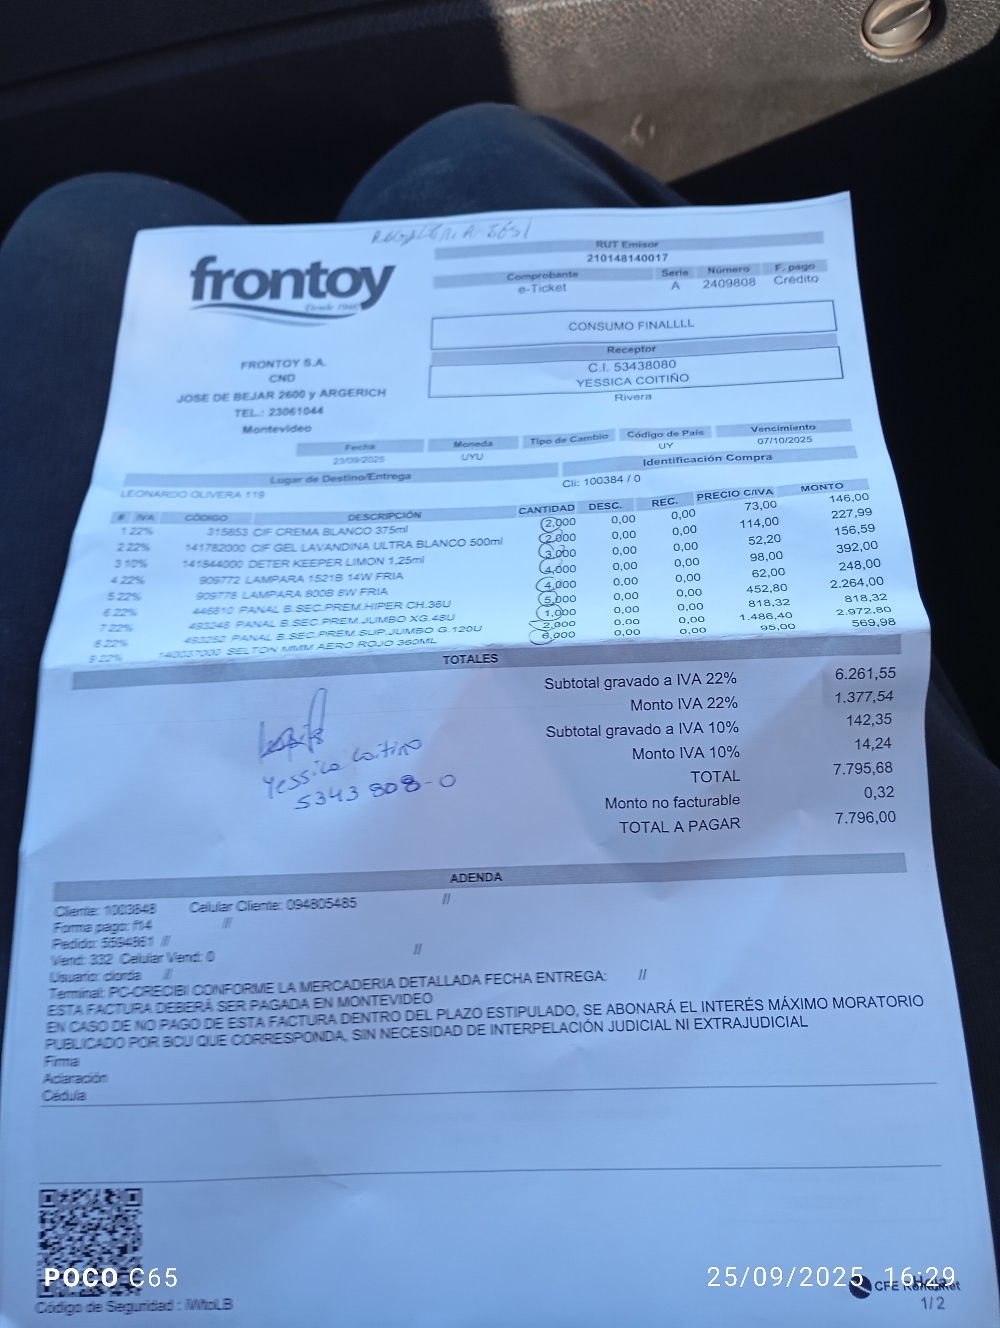 frontoy
Desde 1940
RUT Emisor
210148140017
Comprobante Serie Número F. pago
e-Ticket A 2409808 Crédito
CONSUMO FINALLLL
Receptor
C.I. 53438080
YESSICA COITIÑO
Rivera
FRONTOY S.A.
CND
JOSE DE BEJAR 2600 y ARGERICH
TEL.: 23061044
Montevideo
Fecha Moneda Tipo de Cambio Código de País Vencimiento
23/09/2025 UYU UY 07/10/2025
Lugar de Destino/Entrega Identificación Compra
LEONARDO OLIVERA 119 Cli: 100384 / 0
# IVA CÓDIGO DESCRIPCIÓN CANTIDAD DESC. REC. PRECIO C/IVA MONTO
1 22% 315853 CIF CREMA BLANCO 375ml 2,000 0,00 0,00 73,00 146,00
2 22% 141782000 CIF GEL LAVANDINA ULTRA BLANCO 500ml 2,000 0,00 0,00 114,00 227,99
3 10% 141844000 DETER KEEPER LIMON 1,25ml 3,000 0,00 0,00 52,20 156,59
4 22% 909772 LAMPARA 1521B 14W FRIA 4,000 0,00 0,00 98,00 392,00
5 22% 909778 LAMPARA 800B 8W FRIA 4,000 0,00 0,00 62,00 248,00
6 22% 446810 PANAL B.SEC.PREM.HIPER CH.36U 5,000 0,00 0,00 452,80 2.264,00
7 22% 493248 PANAL B.SEC.PREM.JUMBO XG.48U 1,000 0,00 0,00 818,32 818,32
8 22% 493252 PANAL B.SEC.PREM.SUP.JUMBO G.120U 2,000 0,00 0,00 1.486,40 2.972,80
9 22% 140037000 SELTON MMM AERO ROJO 360ML 6,000 0,00 0,00 95,00 569,98
TOTALES
Subtotal gravado a IVA 22% 6.261,55
Monto IVA 22% 1.377,54
Subtotal gravado a IVA 10% 142,35
Monto IVA 10% 14,24
TOTAL 7.795,68
Monto no facturable 0,32
TOTAL A PAGAR 7.796,00
Yessica Coitino
5343 808-0
ADENDA
Cliente: 1003848 Celular Cliente: 094805485 //
Forma pago: f14 //
Pedido: 5594861 //
Vend: 332 Celular Vend: 0 //
Usuario: dorda //
Terminal: PC-CRECIBI CONFORME LA MERCADERIA DETALLADA FECHA ENTREGA: //
ESTA FACTURA DEBERÁ SER PAGADA EN MONTEVIDEO
EN CASO DE NO PAGO DE ESTA FACTURA DENTRO DEL PLAZO ESTIPULADO, SE ABONARÁ EL INTERÉS MÁXIMO MORATORIO
PUBLICADO POR BCU QUE CORRESPONDA, SIN NECESIDAD DE INTERPELACIÓN JUDICIAL NI EXTRAJUDICIAL
Firma
Aclaración
Cédula
POCO C65
25/09/2025 16:29
CFE
Código de Seguridad : iWftoLB
1/2